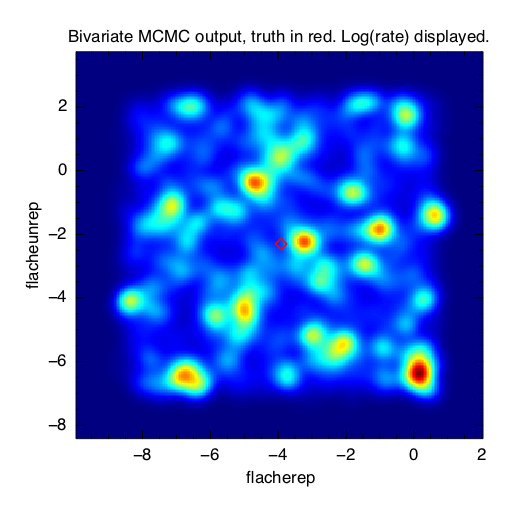 Bivariate MCMC output, truth in red. Log(rate) displayed.
2
0
−2
−4
−6
−8
flacheunrep
−8 −6 −4 −2 0 2
flacherep